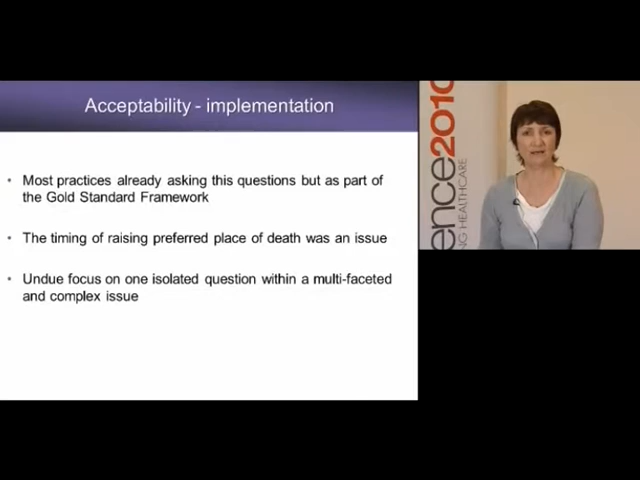 Acceptability - implementation
• Most practices already asking this questions but as part of
the Gold Standard Framework
• The timing of raising preferred place of death was an issue
• Undue focus on one isolated question within a multi-faceted
and complex issue
ence2010
NG HEALTHCARE